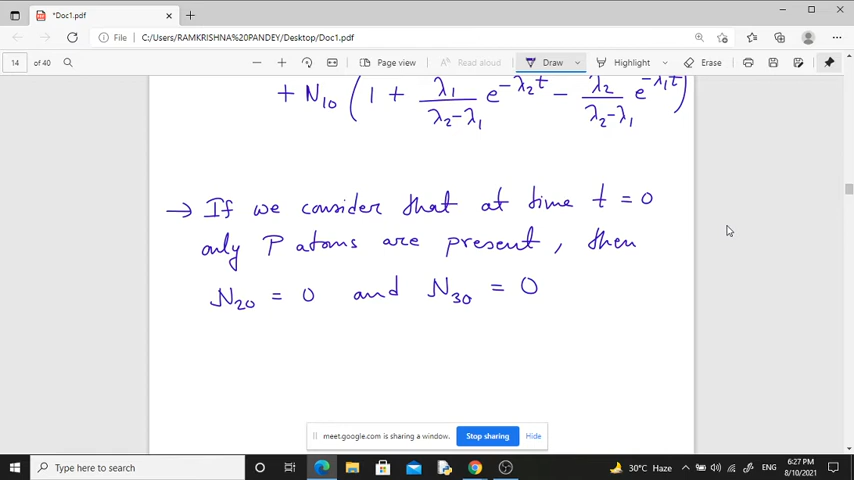 *Doc1.pdf
File C:/Users/RAMKRISHNA%20PANDEY/Desktop/Doc1.pdf
14 of 40 Page view Read aloud Draw Highlight Erase
+ N₁₀ (1 + λ₁/(λ₂-λ₁) e^(-λ₂t) - λ₂/(λ₂-λ₁) e^(-λ₁t))
→ If we consider that at time t = 0
only P atoms are present, then
N₂₀ = 0 and N₃₀ = 0
meet.google.com is sharing a window. Stop sharing Hide
Type here to search 30°C Haze ENG 6:27 PM
8/10/2021